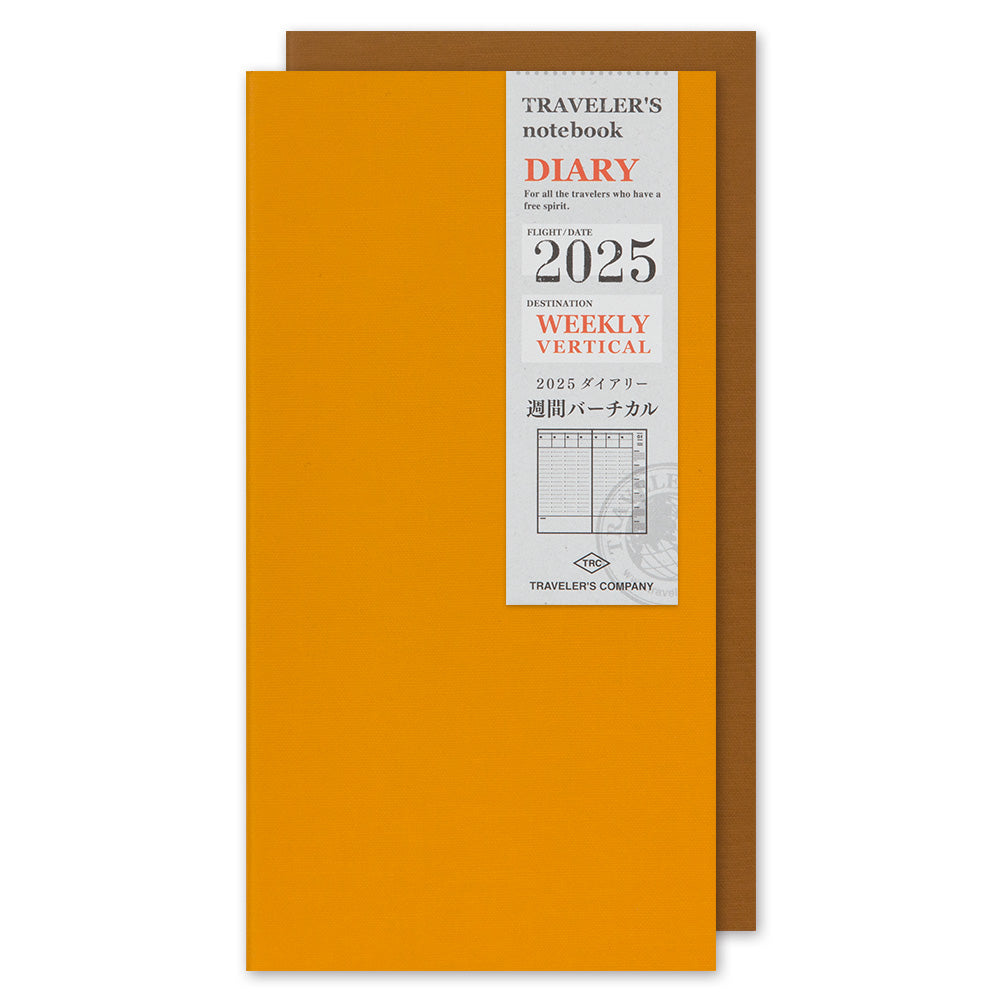 TRAVELER'S
notebook
DIARY
For all the travelers who have a
free spirit.
FLIGHT/DATE
2025
DESTINATION
WEEKLY
VERTICAL
2025 ダイアリー
週間バーチカル
TRC
TRAVELER'S COMPANY